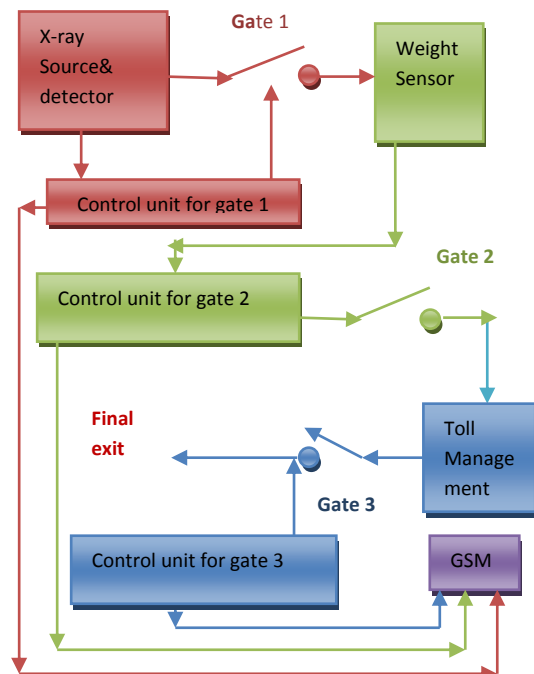 Gate 1
X-ray
Source&
detector
Weight
Sensor
Control unit for gate 1
Gate 2
Control unit for gate 2
Final
exit
Toll
Manage
ment
Gate 3
Control unit for gate 3
GSM